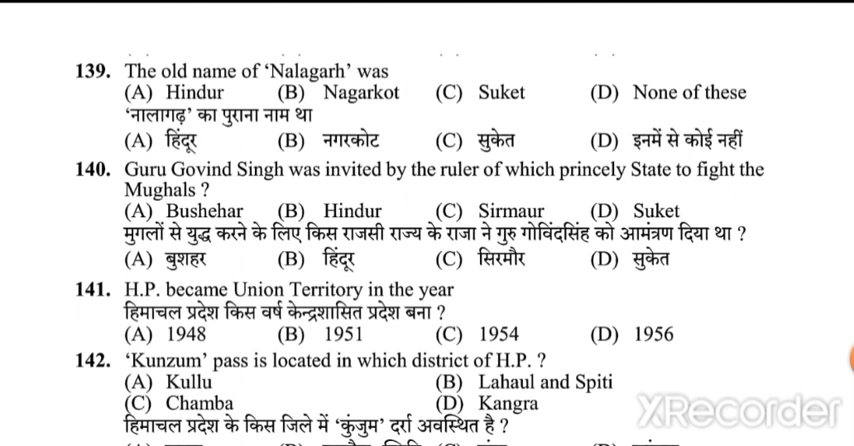 139. The old name of ‘Nalagarh’ was
(A) Hindur (B) Nagarkot (C) Suket (D) None of these
‘नालागढ़’ का पुराना नाम था
(A) हिंदूर (B) नगरकोट (C) सुकेत (D) इनमें से कोई नहीं
140. Guru Govind Singh was invited by the ruler of which princely State to fight the
Mughals ?
(A) Bushehar (B) Hindur (C) Sirmaur (D) Suket
मुगलों से युद्ध करने के लिए किस राजसी राज्य के राजा ने गुरु गोविंदसिंह को आमंत्रण दिया था ?
(A) बुशहर (B) हिंदूर (C) सिरमौर (D) सुकेत
141. H.P. became Union Territory in the year
हिमाचल प्रदेश किस वर्ष केन्द्रशासित प्रदेश बना ?
(A) 1948 (B) 1951 (C) 1954 (D) 1956
142. ‘Kunzum’ pass is located in which district of H.P. ?
(A) Kullu (B) Lahaul and Spiti
(C) Chamba (D) Kangra
हिमाचल प्रदेश के किस जिले में ‘कुंजुम’ दर्रा अवस्थित है ?
XRecorder